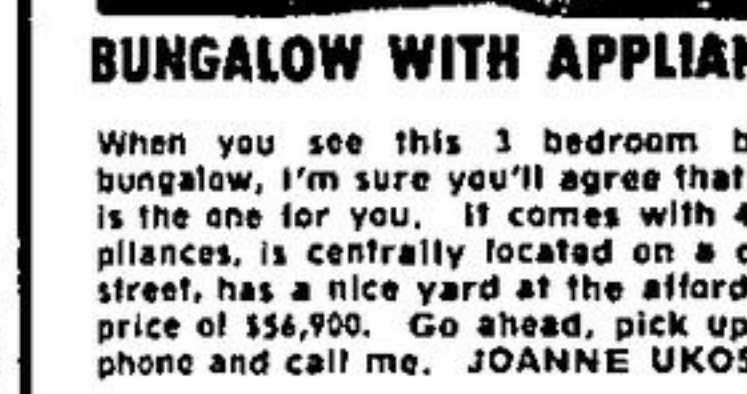 BUNGALOW WITH APPLIAN
When you see this 3 bedroom b
bungalow, I'm sure you'll agree that
is the one for you. It comes with 4
pliances, is centrally located on a
street, has a nice yard at the afford
price of $56,900. Go ahead, pick up
phone and call me. JOANNE UKOS